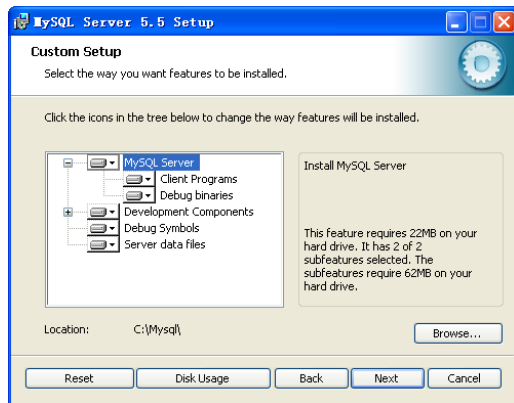 MySQL Server 5.5 Setup
Custom Setup
Select the way you want features to be installed.
Click the icons in the tree below to change the way features will be installed.
MySQL Server
Client Programs
Debug binaries
Development Components
Debug Symbols
Server data files
Install MySQL Server
This feature requires 22MB on your
hard drive. It has 2 of 2
subfeatures selected. The
subfeatures require 62MB on your
hard drive.
Location: C:\Mysql\
Browse...
Reset Disk Usage Back Next Cancel